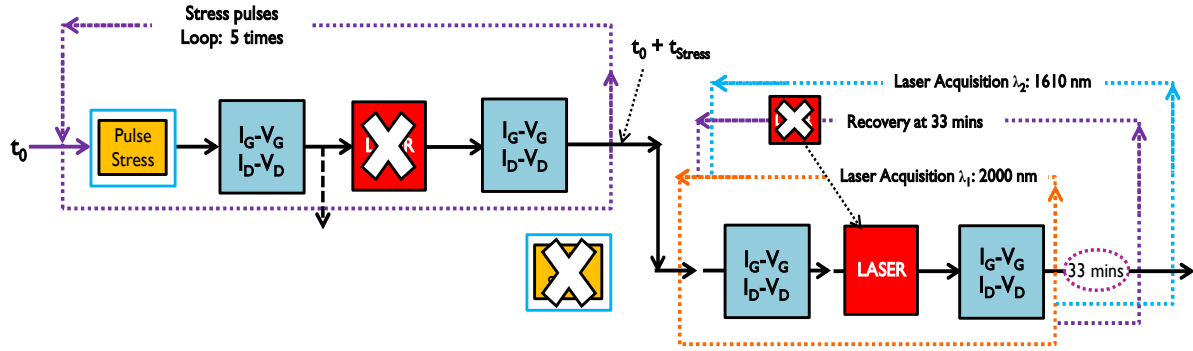 Stress pulses
Loop: 5 times
t0 + tStress
Laser Acquisition λ2: 1610 nm
Recovery at 33 mins
Laser Acquisition λ1: 2000 nm
t0
Pulse
Stress
IG-VG
ID-VD
IG-VG
ID-VD
IG-VG
ID-VD
LASER
IG-VG
ID-VD
33 mins